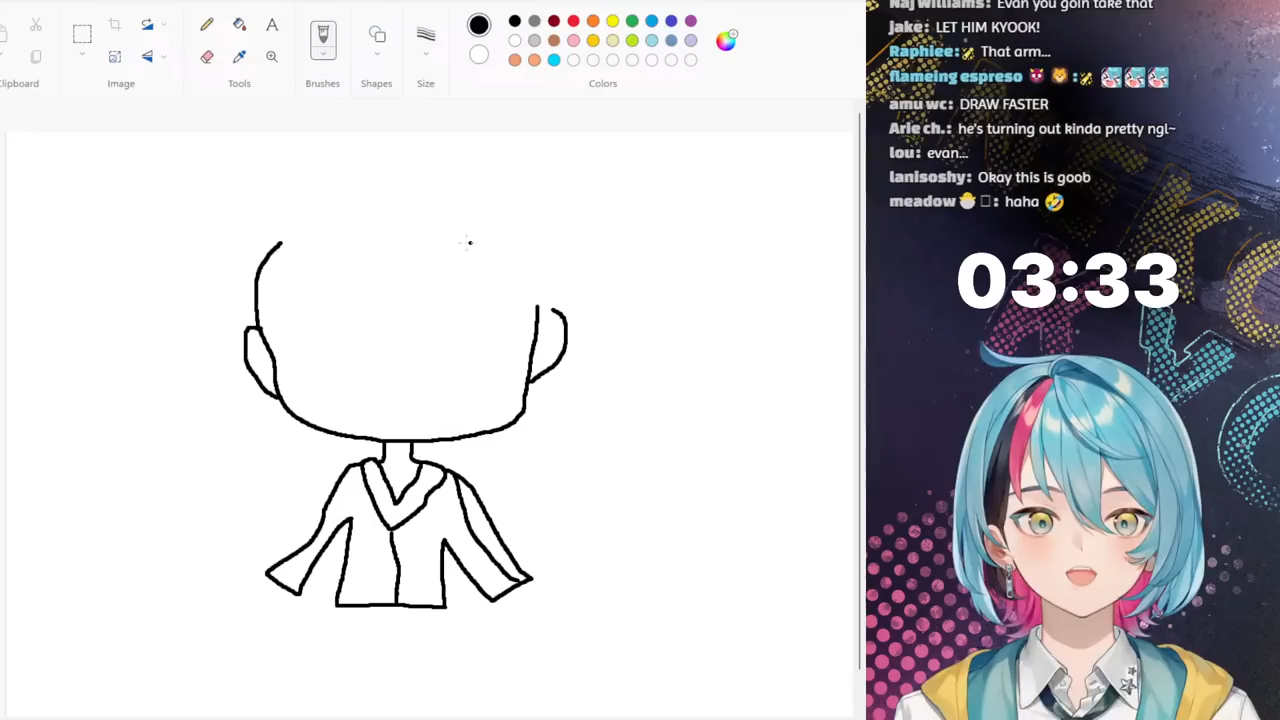 Clipboard
Image
Tools
Brushes
Shapes
Size
Colors
Naj Williams: Evan you goin take that
jake: LET HIM KYOOK!
Raphiee: That arm...
flameing espreso :
amu wc: DRAW FASTER
Arie ch.: he's turning out kinda pretty ngl~
lou: evan...
lanisoshy: Okay this is goob
meadow : haha 🤣
03:33